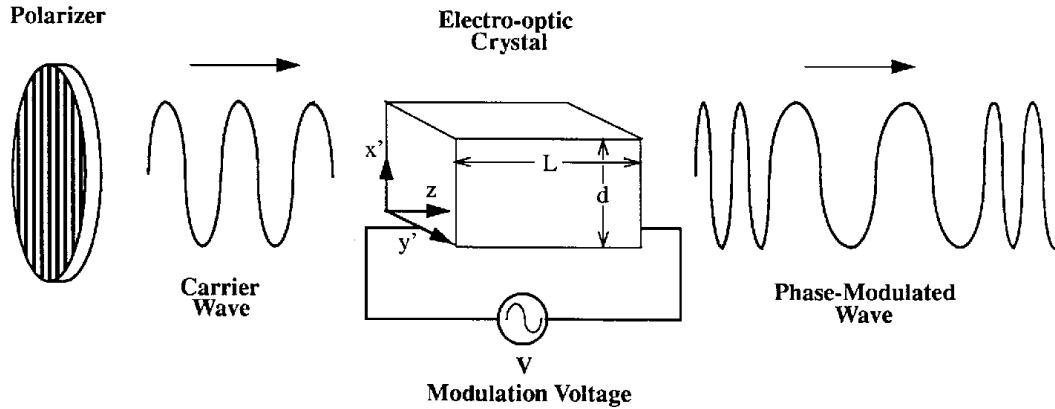 Polarizer
Electro-optic
Crystal
x'
z
y'
L
d
Carrier
Wave
Phase-Modulated
Wave
V
Modulation Voltage